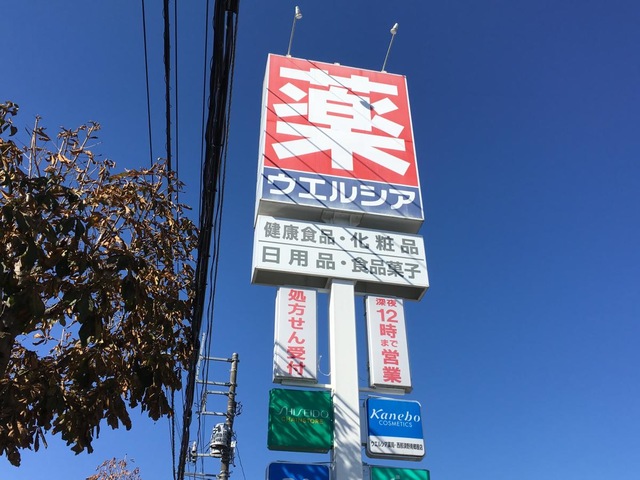 薬
ウエルシア
健康食品・化粧品
日用品・食品菓子
処方せん受付
深夜
12時まで
営業
SHISEIDO
CHAINSTORE
Kanebo
COSMETICS